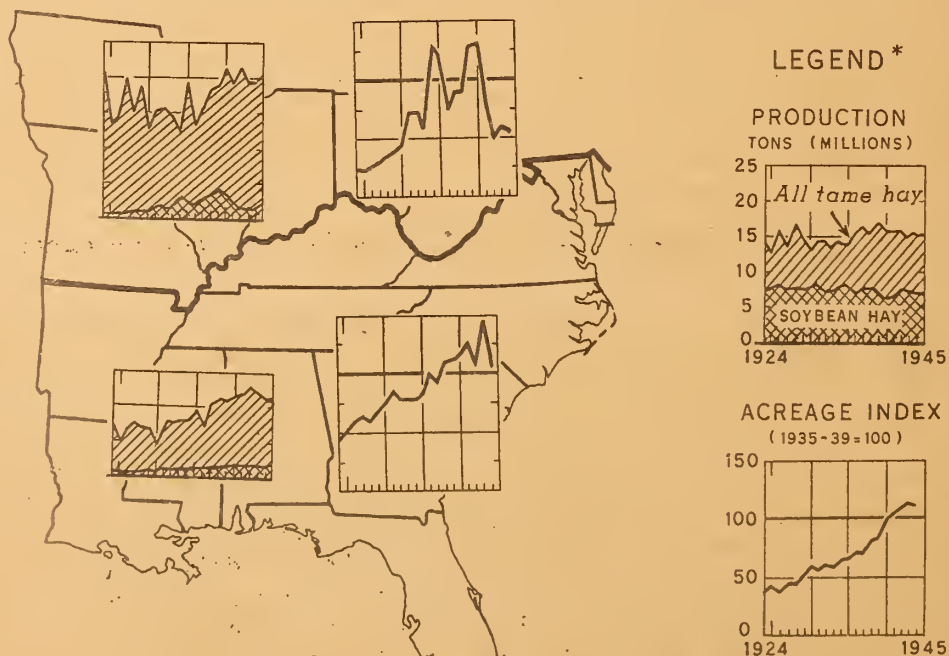 LEGEND*
PRODUCTION
TONS (MILLIONS)
25
20
15
10
5
0
All tame hay
SOYBEAN HAY
1924
1945
ACREAGE INDEX
(1935-39=100)
150
100
50
0
1924
1945